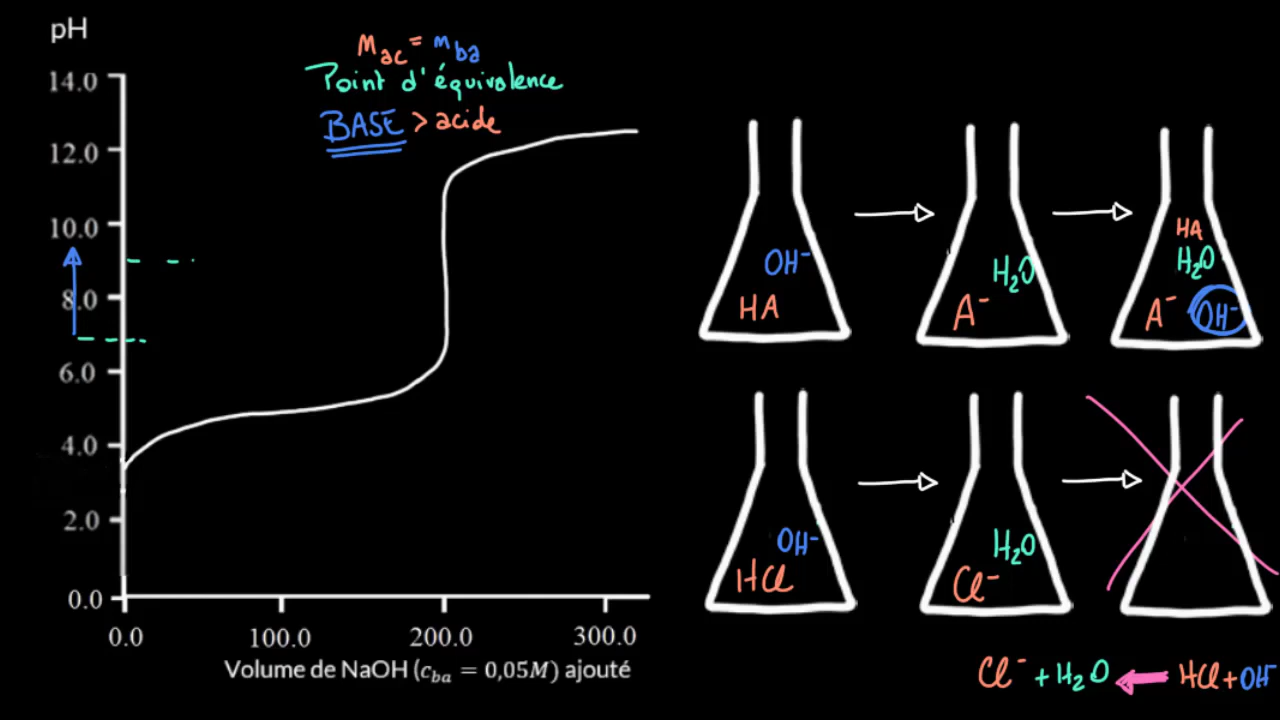 pH
M ac = m ba
Point d'équivalence
BASE > acide
14.0
12.0
10.0
8.0
6.0
4.0
2.0
0.0
0.0 100.0 200.0 300.0
Volume de NaOH (c_ba = 0,05M) ajouté
OH⁻
HA
H₂O
A⁻
HA
H₂O
A⁻ OH⁻
OH⁻
HCl
H₂O
Cl⁻
Cl⁻ + H₂O ← HCl + OH⁻